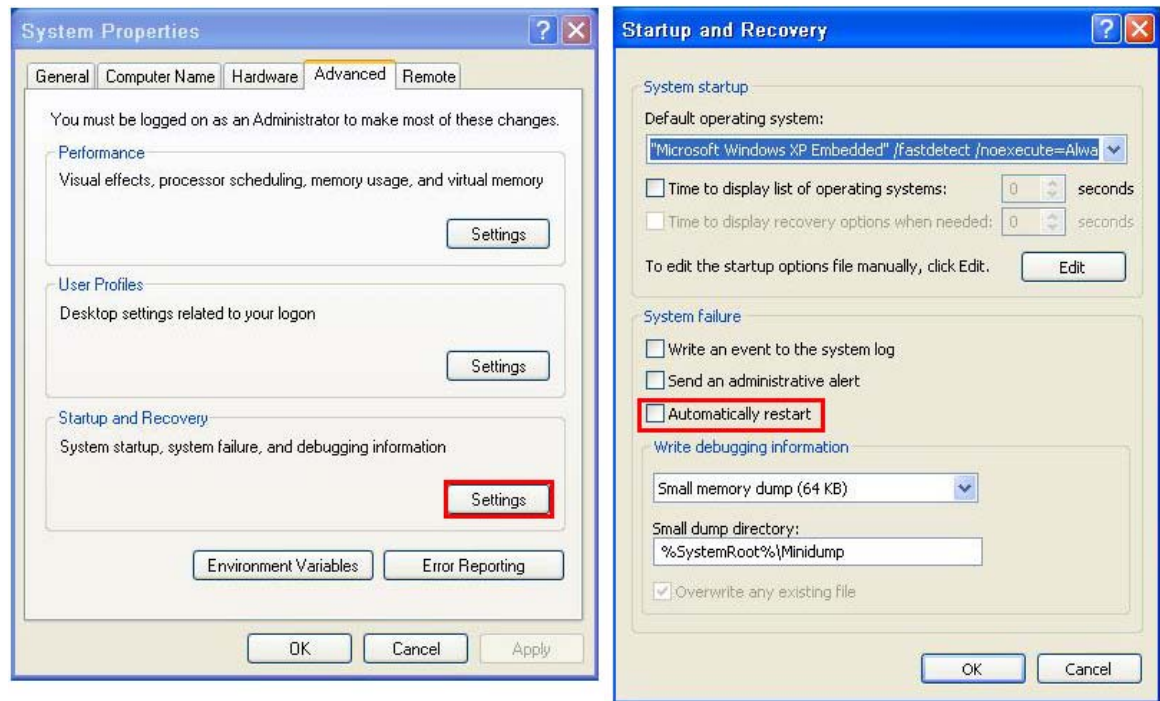 System Properties
General Computer Name Hardware Advanced Remote
You must be logged on as an Administrator to make most of these changes.
Performance
Visual effects, processor scheduling, memory usage, and virtual memory
Settings
User Profiles
Desktop settings related to your logon
Settings
Startup and Recovery
System startup, system failure, and debugging information
Settings
Environment Variables Error Reporting
OK Cancel Apply
Startup and Recovery
System startup
Default operating system:
"Microsoft Windows XP Embedded" /fastdetect /noexecute=Alwa
Time to display list of operating systems: 0 seconds
Time to display recovery options when needed: 0 seconds
To edit the startup options file manually, click Edit. Edit
System failure
Write an event to the system log
Send an administrative alert
Automatically restart
Write debugging information
Small memory dump (64 KB)
Small dump directory:
%SystemRoot%\Minidump
Overwrite any existing file
OK Cancel